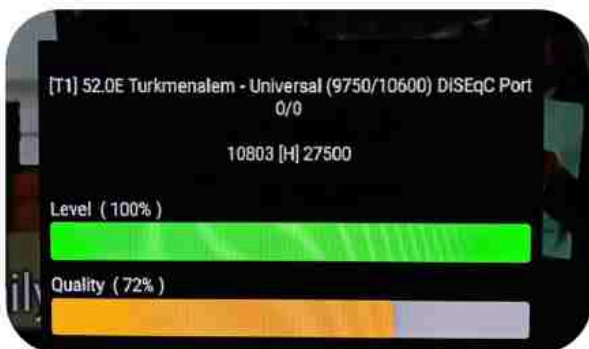 [T1] 52.0E Turkmenalem - Universal (9750/10600) DiSEqC Port
0/0
10803 [H] 27500
Level ( 100% )
Quality ( 72% )